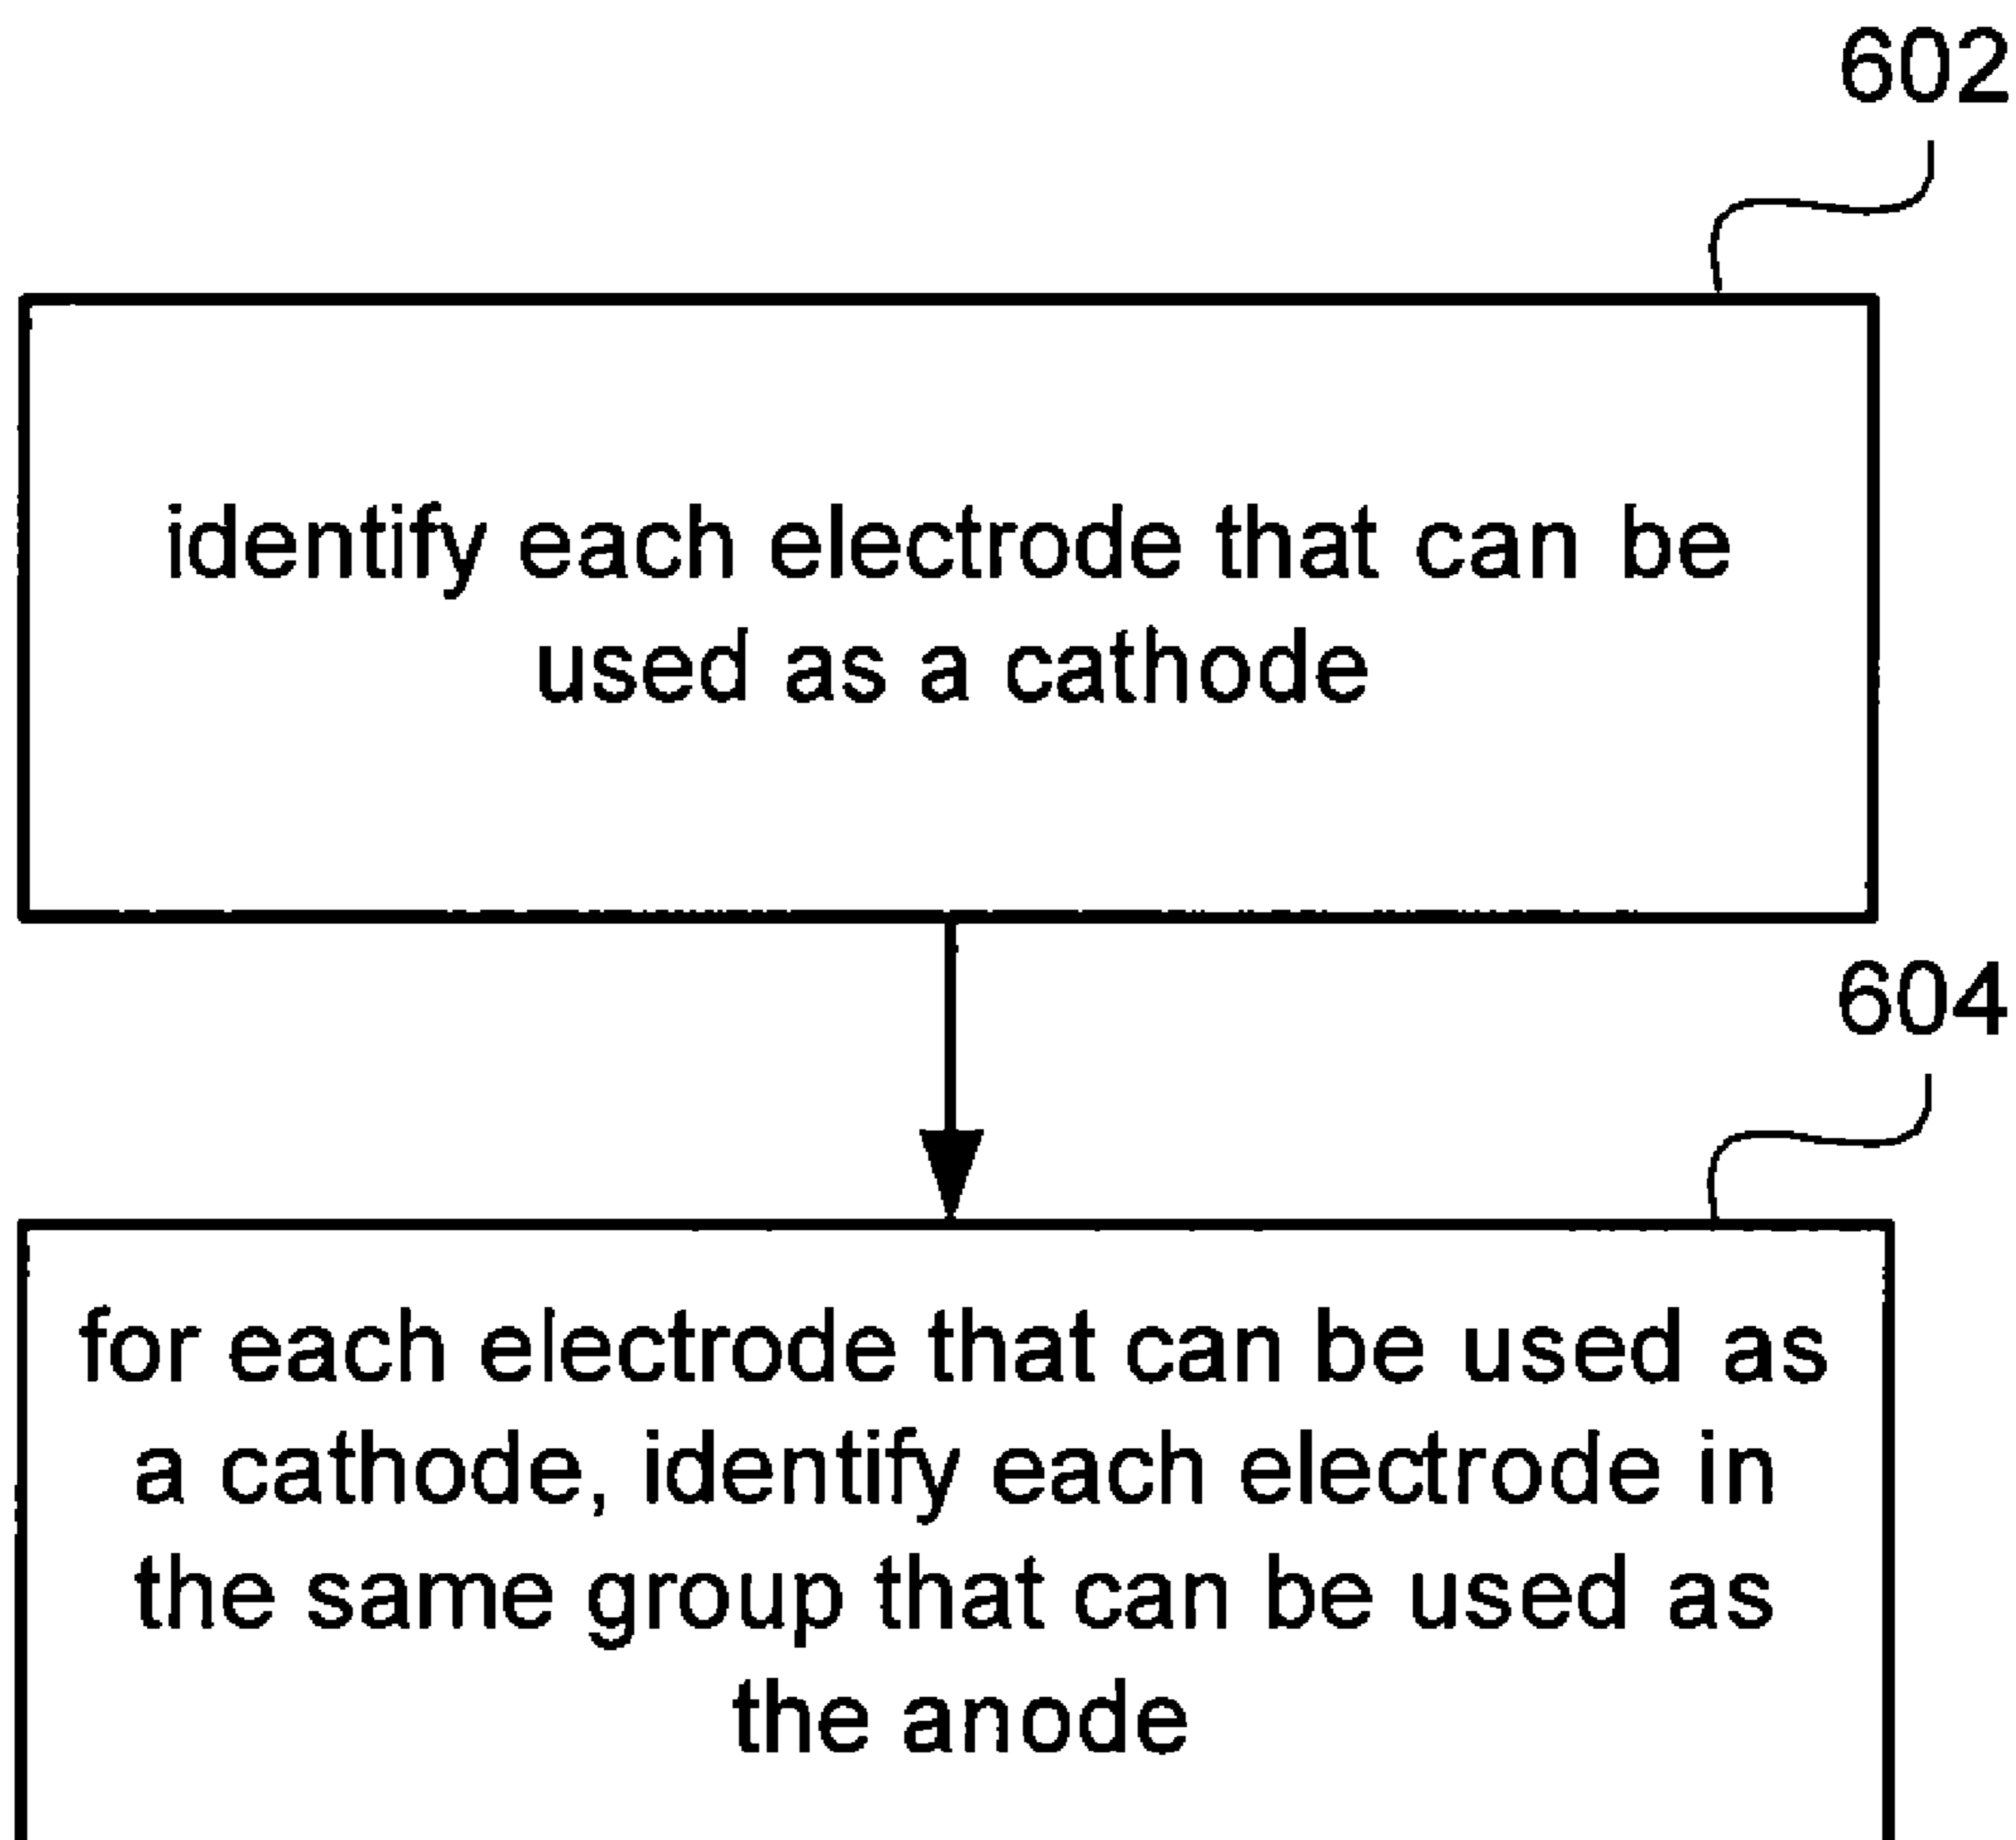 602
identify each electrode that can be
used as a cathode
604
for each electrode that can be used as
a cathode, identify each electrode in
the same group that can be used as
the anode